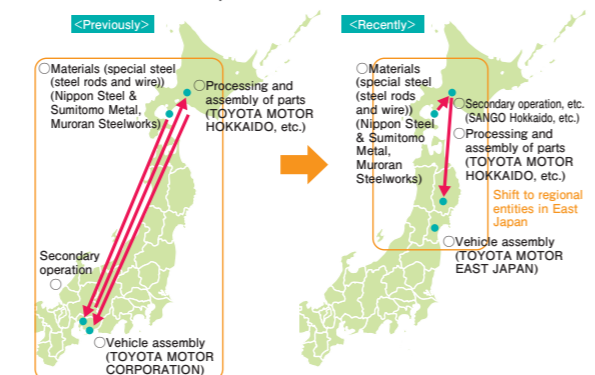 <Previously>
○Materials (special steel
(steel rods and wire))
(Nippon Steel &
Sumitomo Metal,
Muroran Steelworks)
○Processing and
assembly of parts
(TOYOTA MOTOR
HOKKAIDO, etc.)
Secondary
operation
○
○Vehicle assembly
(TOYOTA MOTOR
CORPORATION)
<Recently>
○Materials
(special steel
(steel rods
and wire))
(Nippon Steel
& Sumitomo
Metal,
Muroran
Steelworks)
○Secondary operation, etc.
(SANGO Hokkaido, etc.)
○Processing and
assembly of parts
(TOYOTA MOTOR
HOKKAIDO, etc.)
Shift to regional
entities in East
Japan
○Vehicle assembly
(TOYOTA MOTOR
EAST JAPAN)